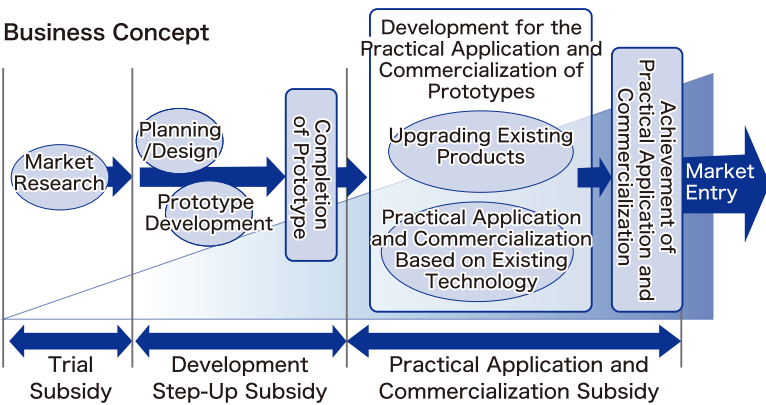 Business Concept
Market
Research
Planning
/Design
Prototype
Development
Completion
of Prototype
Development for the
Practical Application and
Commercialization of
Prototypes
Upgrading Existing
Products
Practical Application
and Commercialization
Based on Existing
Technology
Achievement of
Practical Application and
Commercialization
Market
Entry
Trial
Subsidy
Development
Step-Up Subsidy
Practical Application and
Commercialization Subsidy